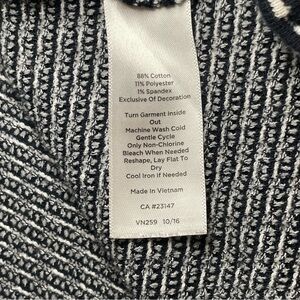 88% Cotton
11% Polyester
1% Spandex
Exclusive Of Decoration
Turn Garment Inside
Out
Machine Wash Cold
Gentle Cycle
Only Non-Chlorine
Bleach When Needed
Reshape, Lay Flat To
Dry
Cool Iron if Needed
Made In Vietnam
CA #23147
VN259 10/16